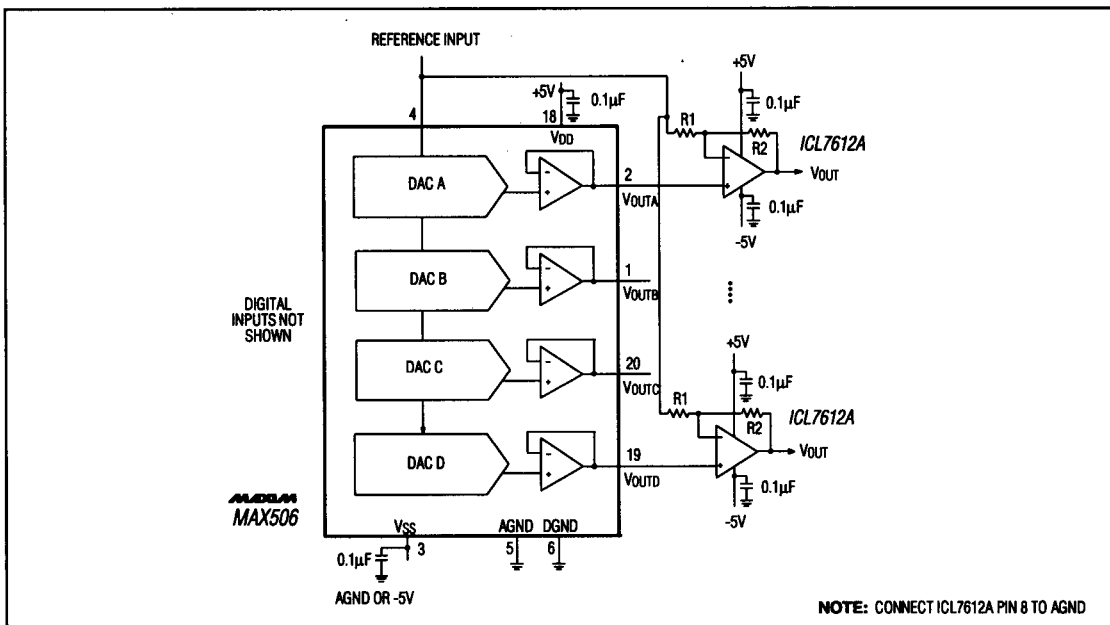 REFERENCE INPUT
+5V
+5V
0.1µF
0.1µF
4
18
VDD
R1
R2
ICL7612A
DAC A
2
VOUTA
VOUT
0.1µF
-5V
DAC B
1
VOUTB
DIGITAL
INPUTS NOT
SHOWN
DAC C
20
VOUTC
+5V
0.1µF
R1
R2
ICL7612A
DAC D
19
VOUTD
VOUT
0.1µF
-5V
MAXIM
MAX506
VSS
AGND
DGND
3
5
6
0.1µF
AGND OR -5V
NOTE: CONNECT ICL7612A PIN 8 TO AGND